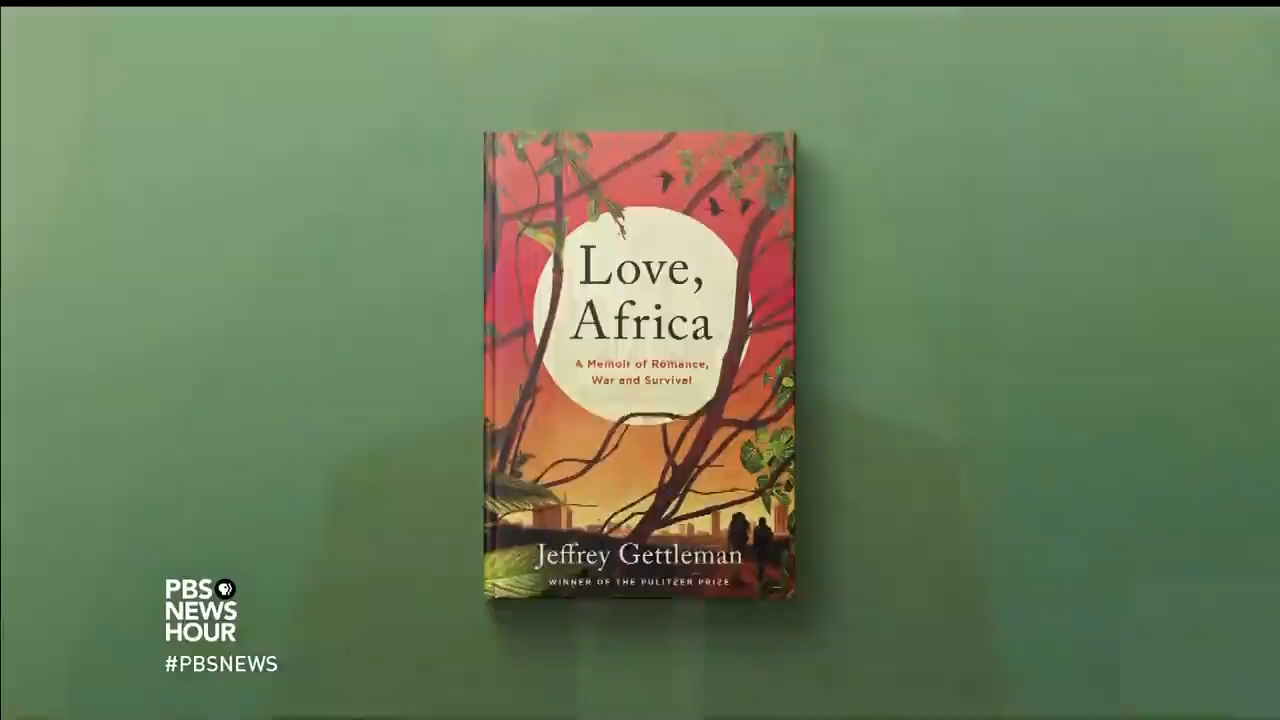 Love,
Africa
A Memoir of Romance,
War and Survival
Jeffrey Gettleman
WINNER OF THE PULITZER PRIZE
PBS
NEWS
HOUR
#PBSNEWS